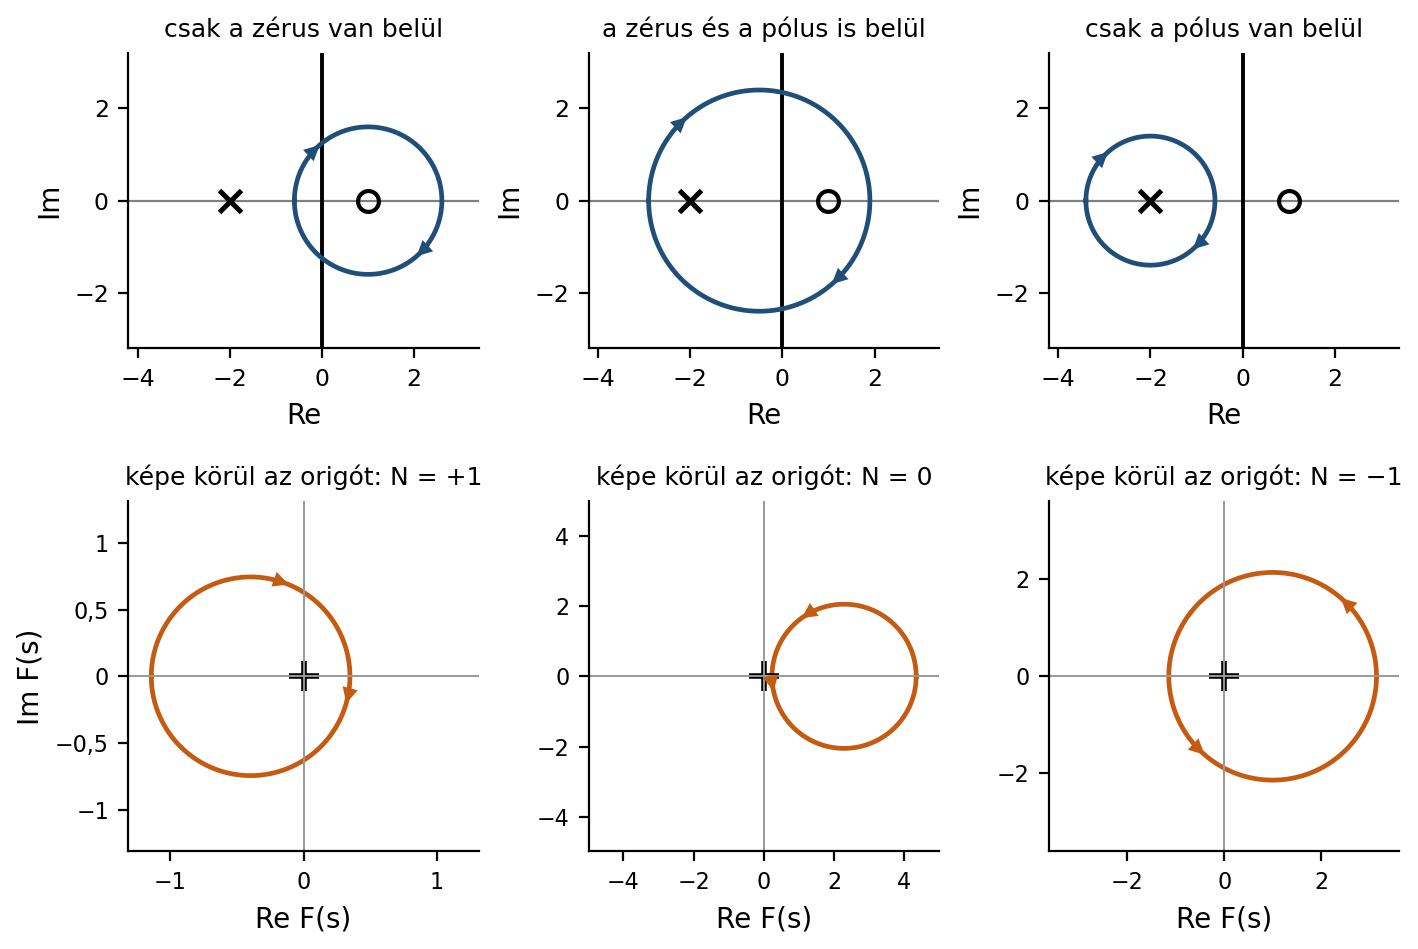 csak a zérus van belül
a zérus és a pólus is belül
csak a pólus van belül
Im
2
0
−2
−4
−2
0
2
Re
Im
2
0
−2
−4
−2
0
2
Re
Im
2
0
−2
−4
−2
0
2
Re
képe körül az origót: N = +1
képe körül az origót: N = 0
képe körül az origót: N = −1
Im F(s)
1
0,5
0
−0,5
−1
−1
0
1
Re F(s)
4
2
0
−2
−4
−4
−2
0
2
4
Re F(s)
2
0
−2
−2
0
2
Re F(s)